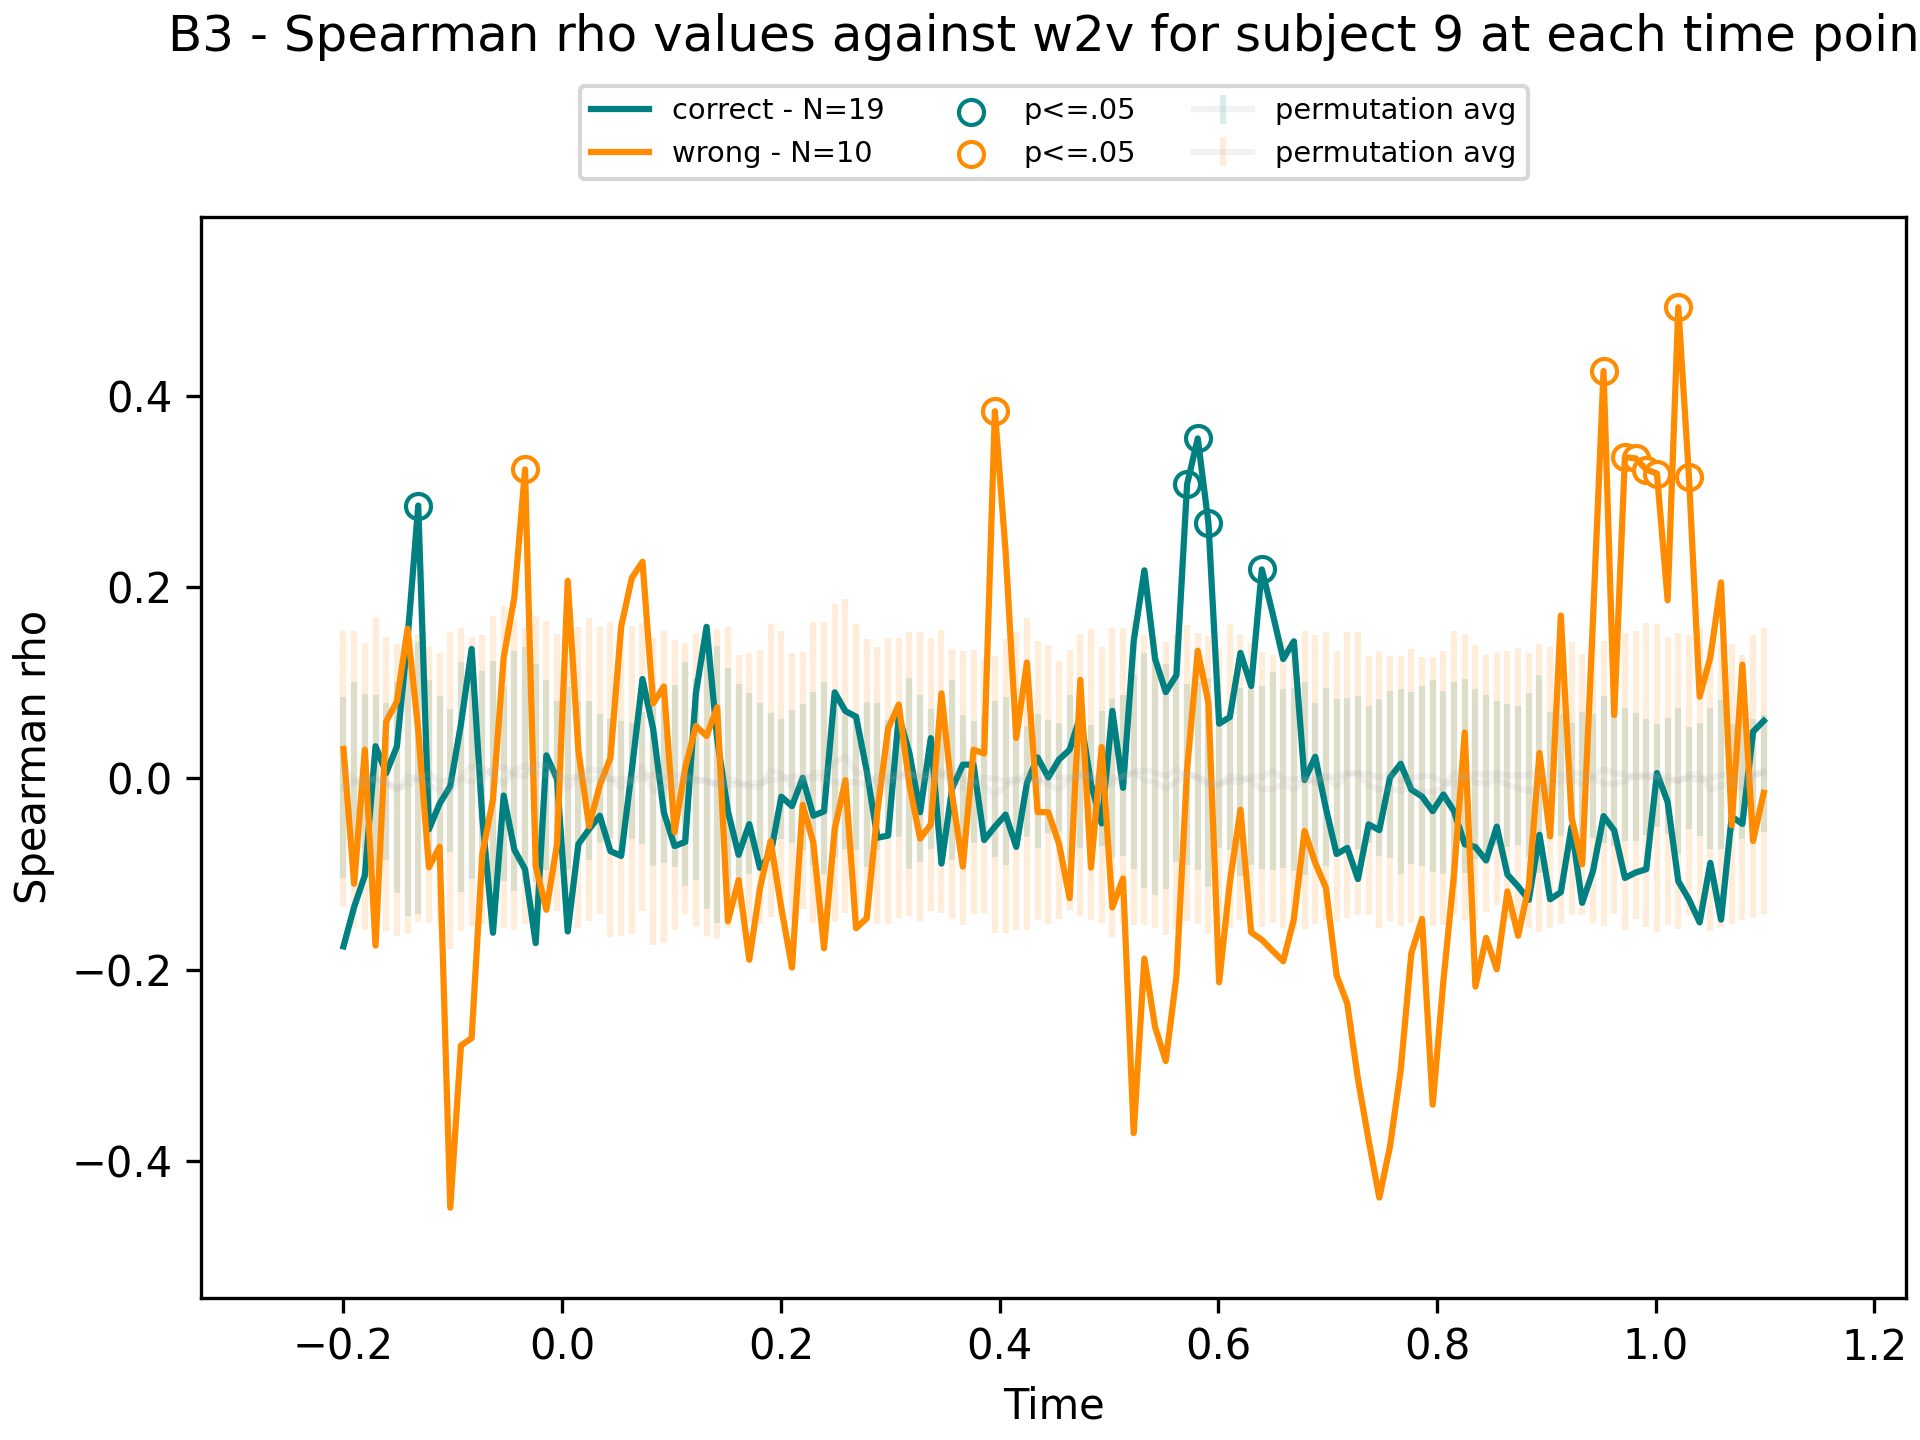 B3 - Spearman rho values against w2v for subject 9 at each time poin
correct - N=19
wrong - N=10
p<=.05
p<=.05
permutation avg
permutation avg
Spearman rho
0.4
0.2
0.0
−0.2
−0.4
−0.2
0.0
0.2
0.4
0.6
0.8
1.0
1.2
Time